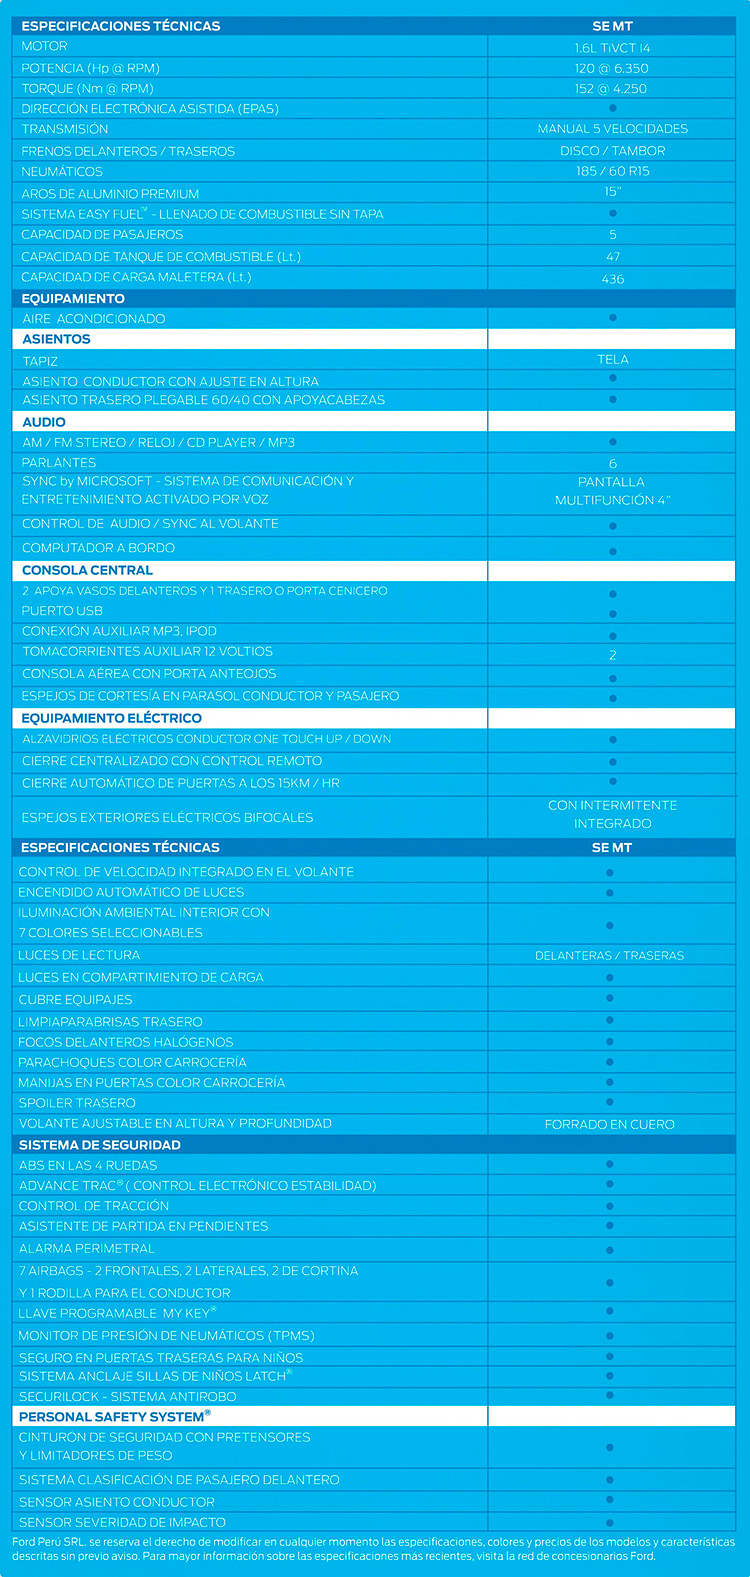 ESPECIFICACIONES TÉCNICAS SE MT
MOTOR 1.6L TiVCT I4
POTENCIA (Hp @ RPM) 120 @ 6.350
TORQUE (Nm @ RPM) 152 @ 4.250
DIRECCIÓN ELECTRÓNICA ASISTIDA (EPAS) •
TRANSMISIÓN MANUAL 5 VELOCIDADES
FRENOS DELANTEROS / TRASEROS DISCO / TAMBOR
NEUMÁTICOS 185 / 60 R15
AROS DE ALUMINIO PREMIUM 15"
SISTEMA EASY FUEL™ - LLENADO DE COMBUSTIBLE SIN TAPA •
CAPACIDAD DE PASAJEROS 5
CAPACIDAD DE TANQUE DE COMBUSTIBLE (Lt.) 47
CAPACIDAD DE CARGA MALETERA (Lt.) 436
EQUIPAMIENTO
AIRE ACONDICIONADO •
ASIENTOS
TAPIZ TELA
ASIENTO CONDUCTOR CON AJUSTE EN ALTURA •
ASIENTO TRASERO PLEGABLE 60/40 CON APOYACABEZAS •
AUDIO
AM / FM STEREO / RELOJ / CD PLAYER / MP3 •
PARLANTES 6
SYNC by MICROSOFT - SISTEMA DE COMUNICACIÓN Y PANTALLA
ENTRETENIMIENTO ACTIVADO POR VOZ MULTIFUNCIÓN 4"
CONTROL DE AUDIO / SYNC AL VOLANTE •
COMPUTADOR A BORDO •
CONSOLA CENTRAL
2 APOYA VASOS DELANTEROS Y 1 TRASERO O PORTA CENICERO •
PUERTO USB •
CONEXIÓN AUXILIAR MP3, IPOD •
TOMACORRIENTES AUXILIAR 12 VOLTIOS 2
CONSOLA AÉREA CON PORTA ANTEOJOS •
ESPEJOS DE CORTESÍA EN PARASOL CONDUCTOR Y PASAJERO •
EQUIPAMIENTO ELÉCTRICO
ALZAVIDRIOS ELÉCTRICOS CONDUCTOR ONE TOUCH UP / DOWN •
CIERRE CENTRALIZADO CON CONTROL REMOTO •
CIERRE AUTOMÁTICO DE PUERTAS A LOS 15KM / HR •
ESPEJOS EXTERIORES ELÉCTRICOS BIFOCALES CON INTERMITENTE
INTEGRADO
ESPECIFICACIONES TÉCNICAS SE MT
CONTROL DE VELOCIDAD INTEGRADO EN EL VOLANTE •
ENCENDIDO AUTOMÁTICO DE LUCES •
ILUMINACIÓN AMBIENTAL INTERIOR CON
7 COLORES SELECCIONABLES •
LUCES DE LECTURA DELANTERAS / TRASERAS
LUCES EN COMPARTIMIENTO DE CARGA •
CUBRE EQUIPAJES •
LIMPIAPARABRISAS TRASERO •
FOCOS DELANTEROS HALÓGENOS •
PARACHOQUES COLOR CARROCERÍA •
MANIJAS EN PUERTAS COLOR CARROCERÍA •
SPOILER TRASERO •
VOLANTE AJUSTABLE EN ALTURA Y PROFUNDIDAD FORRADO EN CUERO
SISTEMA DE SEGURIDAD
ABS EN LAS 4 RUEDAS •
ADVANCE TRAC® ( CONTROL ELECTRÓNICO ESTABILIDAD) •
CONTROL DE TRACCIÓN •
ASISTENTE DE PARTIDA EN PENDIENTES •
ALARMA PERIMETRAL •
7 AIRBAGS - 2 FRONTALES, 2 LATERALES, 2 DE CORTINA
Y 1 RODILLA PARA EL CONDUCTOR •
LLAVE PROGRAMABLE MY KEY® •
MONITOR DE PRESIÓN DE NEUMÁTICOS (TPMS) •
SEGURO EN PUERTAS TRASERAS PARA NIÑOS •
SISTEMA ANCLAJE SILLAS DE NIÑOS LATCH® •
SECURILOCK - SISTEMA ANTIROBO •
PERSONAL SAFETY SYSTEM®
CINTURÓN DE SEGURIDAD CON PRETENSORES
Y LIMITADORES DE PESO •
SISTEMA CLASIFICACIÓN DE PASAJERO DELANTERO •
SENSOR ASIENTO CONDUCTOR •
SENSOR SEVERIDAD DE IMPACTO •
Ford Perú SRL. se reserva el derecho de modificar en cualquier momento las especificaciones, colores y precios de los modelos y características
descritas sin previo aviso. Para mayor información sobre las especificaciones más recientes, visita la red de concesionarios Ford.